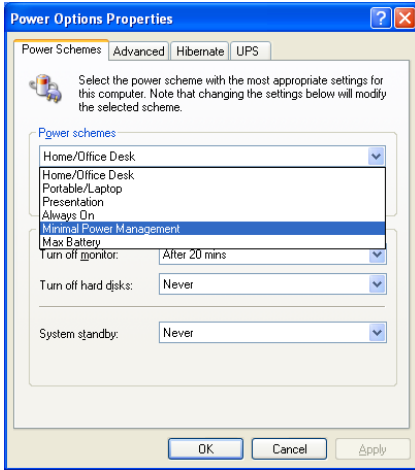 Power Options Properties
Power Schemes Advanced Hibernate UPS
Select the power scheme with the most appropriate settings for
this computer. Note that changing the settings below will modify
the selected scheme.
Power schemes
Home/Office Desk
Home/Office Desk
Portable/Laptop
Presentation
Always On
Minimal Power Management
Max Battery
Turn off monitor: After 20 mins
Turn off hard disks: Never
System standby: Never
OK Cancel Apply